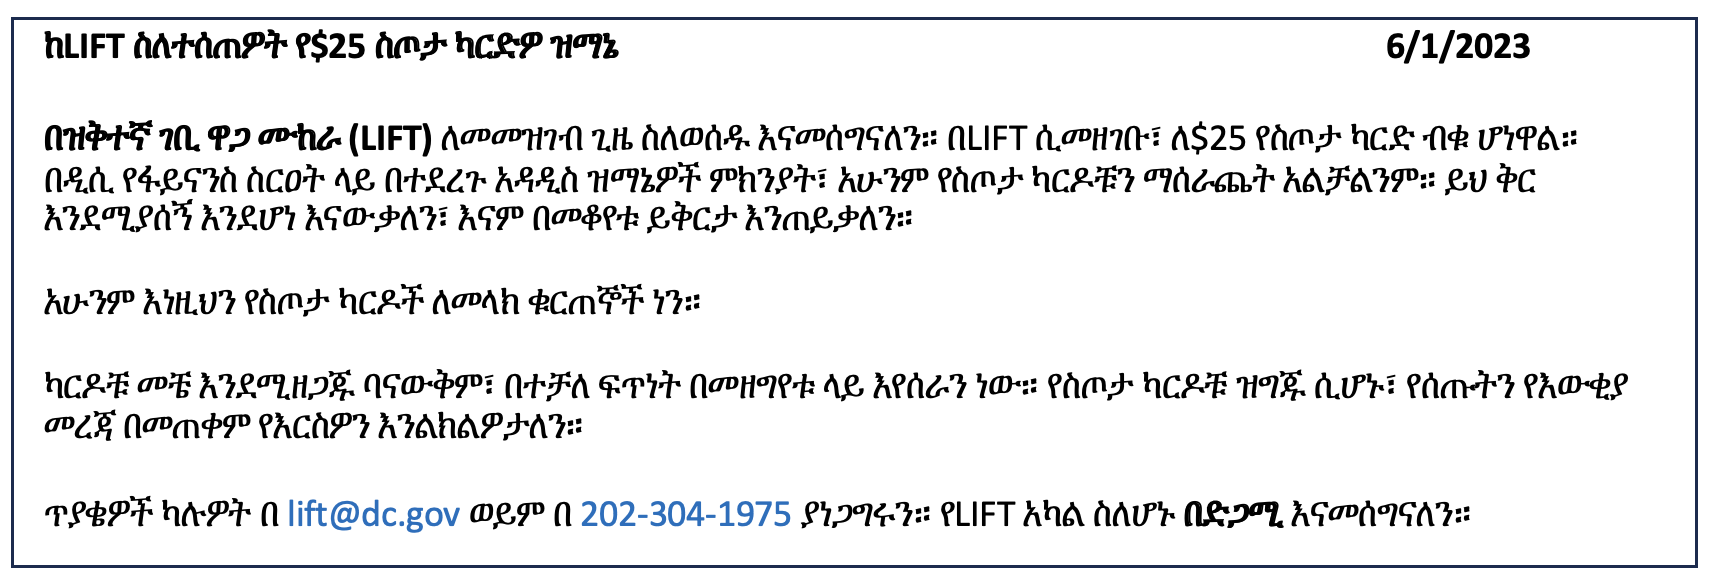 ከLIFT ስለተሰጠዎት የ$25 ስጦታ ካርድዎ ዝማኔ 6/1/2023
በዝቅተኛ ገቢ ዋጋ ሙከራ (LIFT) ለመመዝገብ ጊዜ ስለወሰዱ እናመሰግናለን። በLIFT ሲመዘገቡ፣ ለ$25 የስጦታ ካርድ ብቁ ሆነዋል።
በዲሲ የፋይናንስ ስርዐት ላይ በተደረጉ አዳዲስ ዝማኔዎች ምክንያት፣ አሁንም የስጦታ ካርዶቹን ማሰራጨት አልቻልንም። ይህ ቅር
እንደሚያሰኝ እንደሆነ እናውቃለን፣ እናም በመቆየቱ ይቅርታ እንጠይቃለን።
አሁንም እነዚህን የስጦታ ካርዶች ለመላክ ቁርጠኞች ነን።
ካርዶቹ መቼ እንደሚዘጋጁ ባናውቅም፣ በተቻለ ፍጥነት በመዘግየቱ ላይ እየሰራን ነው። የስጦታ ካርዶቹ ዝግጁ ሲሆኑ፣ የሰጡትን የእውቂያ
መረጃ በመጠቀም የእርስዎን እንልክልዎታለን።
ጥያቄዎች ካሉዎት በ lift@dc.gov ወይም በ 202-304-1975 ያነጋግሩን። የLIFT አካል ስለሆኑ በድጋሚ እናመሰግናለን።